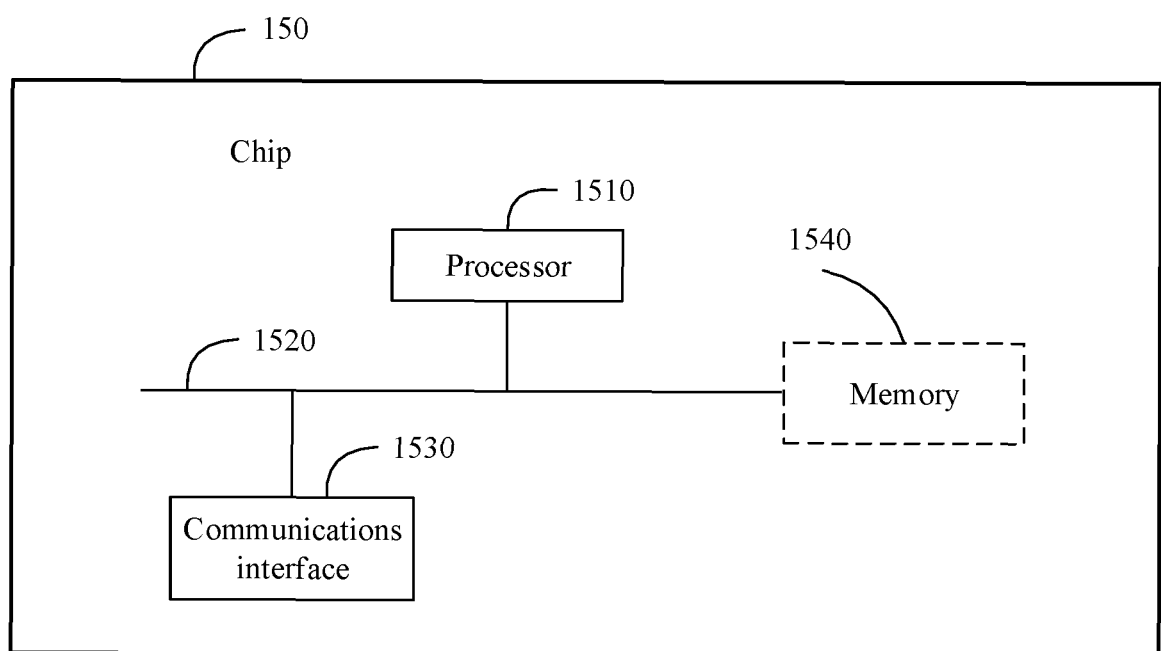 150
Chip
1510
Processor
1540
1520
Memory
1530
Communications
interface